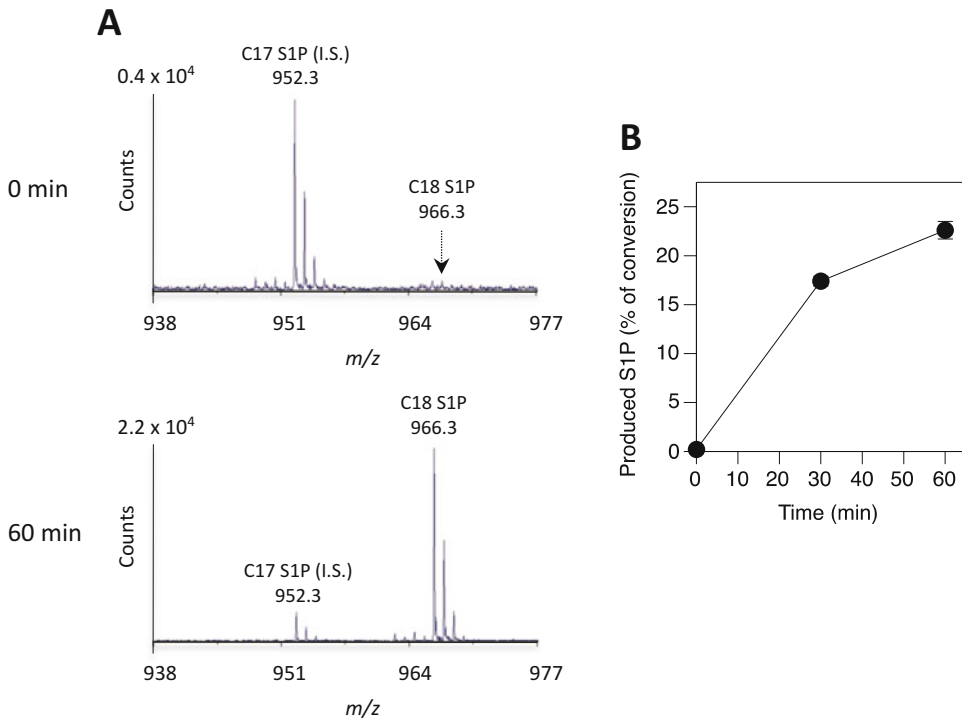 A
C17 S1P (I.S.)
952.3
0.4 x 10⁴
0 min
Counts
C18 S1P
966.3
938 951 964 977
m/z
C18 S1P
966.3
2.2 x 10⁴
60 min
Counts
C17 S1P (I.S.)
952.3
938 951 964 977
m/z
B
Produced S1P (% of conversion)
25
20
15
10
5
0
0 10 20 30 40 50 60
Time (min)